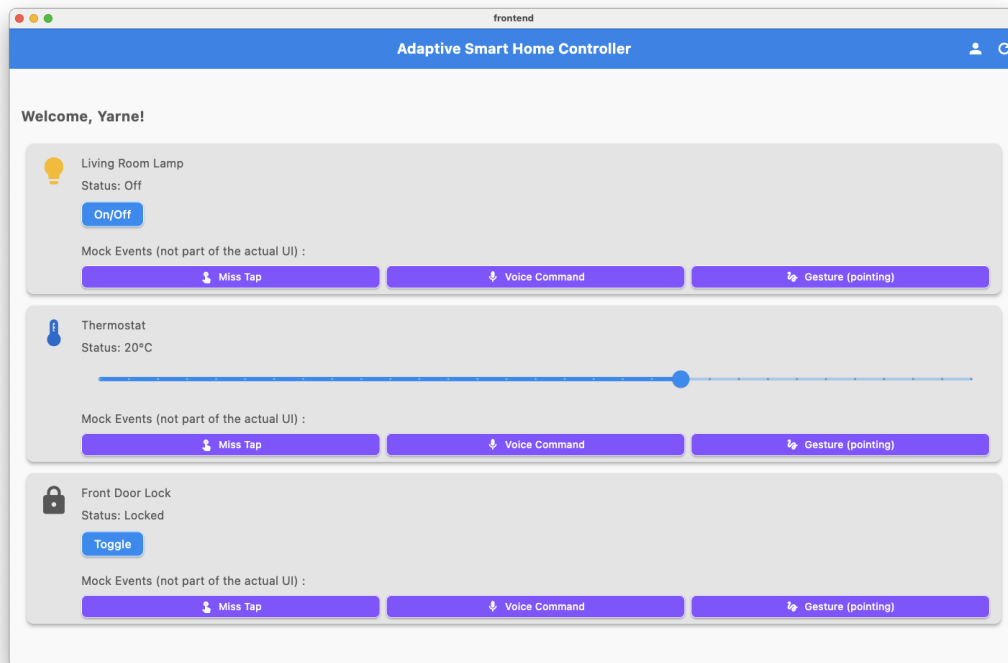 frontend
Adaptive Smart Home Controller
Welcome, Yarne!
Living Room Lamp
Status: Off
On/Off
Mock Events (not part of the actual UI) :
Miss Tap Voice Command Gesture (pointing)
Thermostat
Status: 20°C
Mock Events (not part of the actual UI) :
Miss Tap Voice Command Gesture (pointing)
Front Door Lock
Status: Locked
Toggle
Mock Events (not part of the actual UI) :
Miss Tap Voice Command Gesture (pointing)